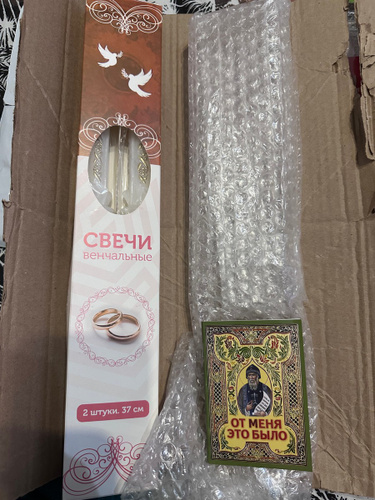 СВЕЧИ
венчальные
2 штуки. 37 см
ОТ МЕНЯ
ЭТО БЫЛО